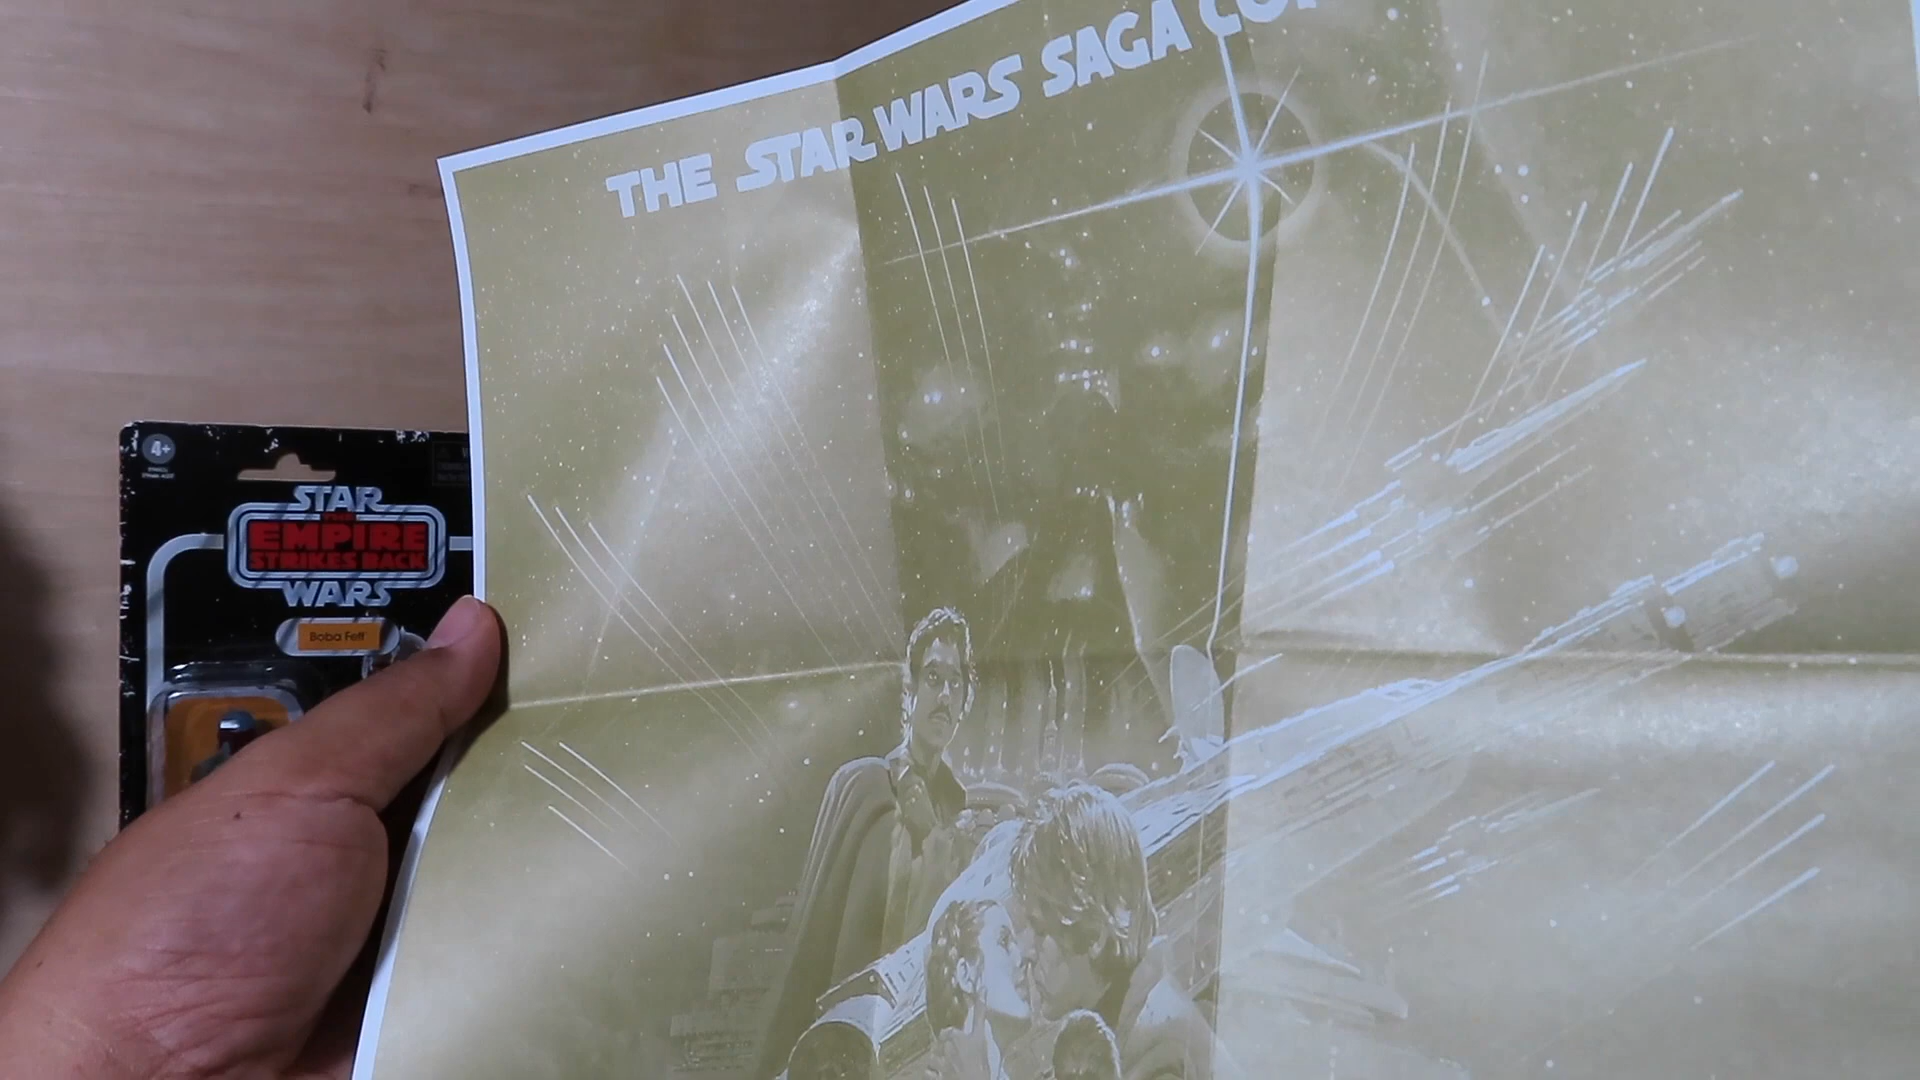 THE STAR WARS SAGA CO
4+
STAR
THE
EMPIRE
STRIKES BACK
WARS
Boba Fett